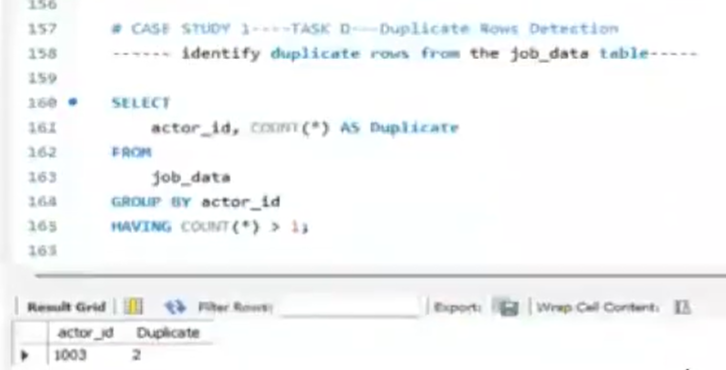 156
157 # CASE STUDY 1----TASK D---Duplicate Rows Detection
158 ------ identify duplicate rows from the job_data table-----
159
160 SELECT
161 actor_id, COUNT(*) AS Duplicate
162 FROM
163 job_data
164 GROUP BY actor_id
165 HAVING COUNT(*) > 1;
165
Result Grid Filter Rows: Export: Wrap Cell Content:
actor_id Duplicate
1003 2